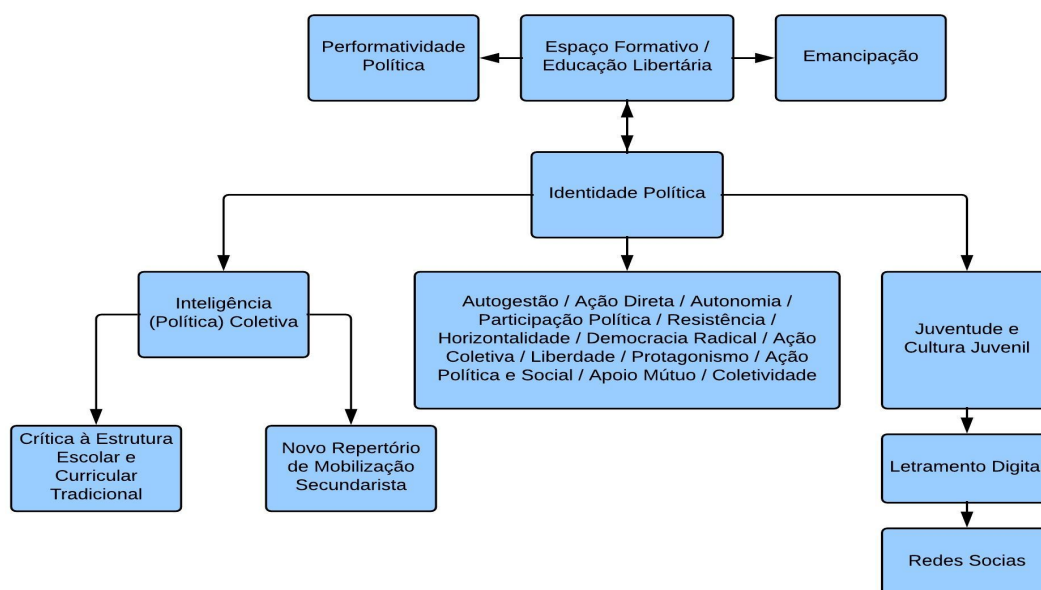 Performatividade
Política
Espaço Formativo /
Educação Libertária
Emancipação
Identidade Política
Inteligência
(Política) Coletiva
Autogestão / Ação Direta / Autonomia /
Participação Política / Resistência /
Horizontalidade / Democracia Radical / Ação
Coletiva / Liberdade / Protagonismo / Ação
Política e Social / Apoio Mútuo / Coletividade
Juventude e
Cultura Juvenil
Crítica à Estrutura
Escolar e
Curricular
Tradicional
Novo Repertório
de Mobilização
Secundarista
Letramento Digital
Redes Socias